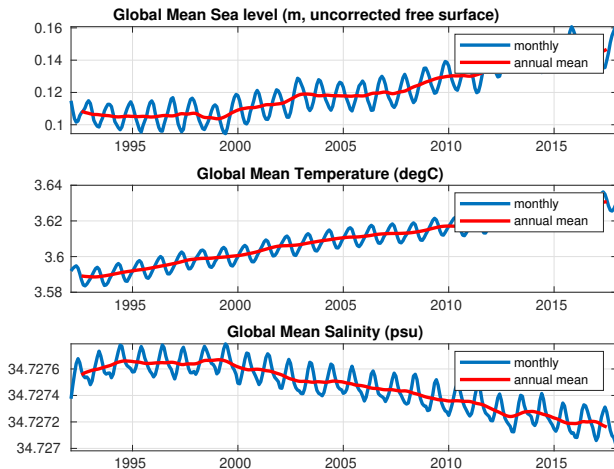 Global Mean Sea level (m, uncorrected free surface)
0.16
0.14
0.12
0.1
monthly
annual mean
1995 2000 2005 2010 2015
Global Mean Temperature (degC)
3.64
3.62
3.6
3.58
monthly
annual mean
1995 2000 2005 2010 2015
Global Mean Salinity (psu)
34.7276
34.7274
34.7272
34.727
monthly
annual mean
1995 2000 2005 2010 2015